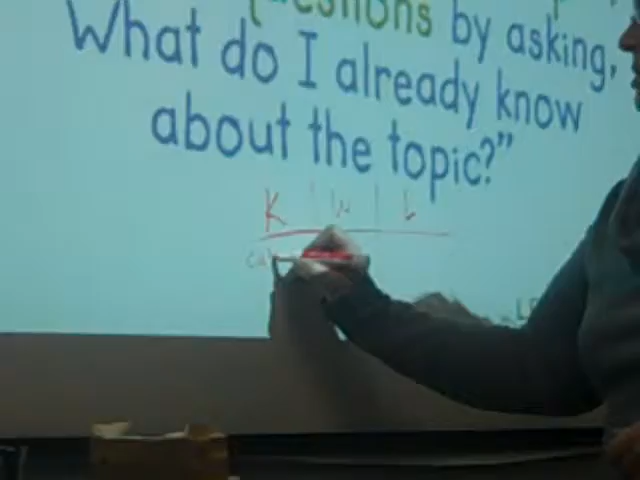 questions by asking,
What do I already know
about the topic?"
K | W | L